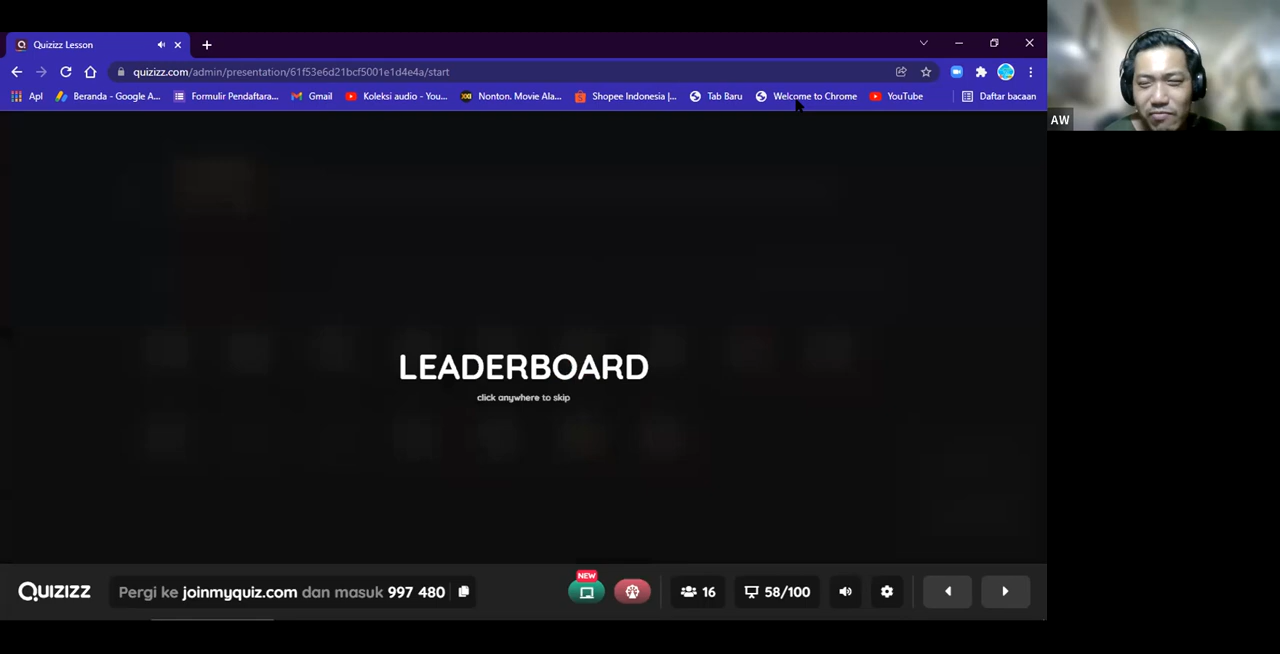 Quizizz Lesson
quizizz.com/admin/presentation/61f53e6d21bcf5001e1d4e4a/start
Apl Beranda - Google A... Formulir Pendaftara... Gmail Koleksi audio - You... Nonton. Movie Ala... Shopee Indonesia |... Tab Baru Welcome to Chrome YouTube Daftar bacaan
AW
LEADERBOARD
click anywhere to skip
NEW
QUIZIZZ Pergi ke joinmyquiz.com dan masuk 997 480 16 58/100